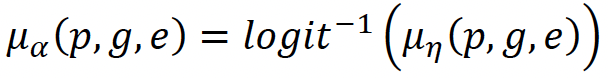 μ_α(p, g, e) = logit⁻¹(μ_η(p, g, e))